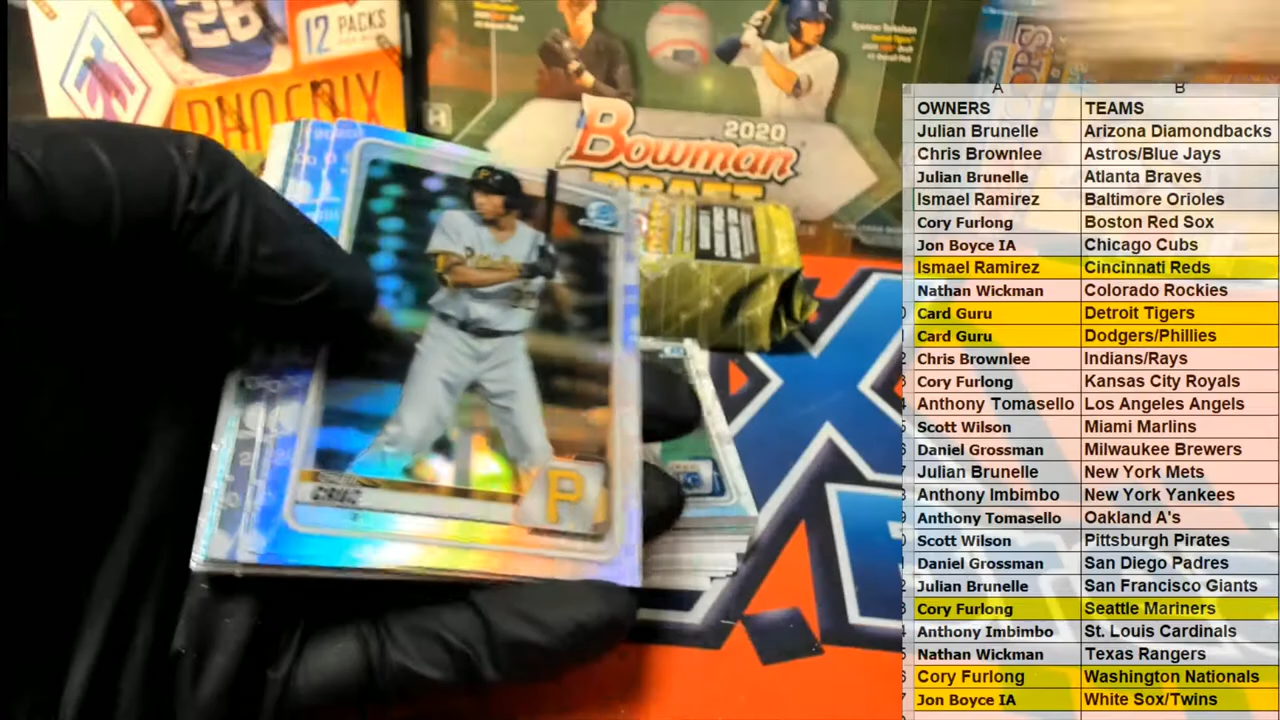 26
12 PACKS
PHOENIX
2020
Bowman
DRAFT
P
CRUZ
A B
OWNERS TEAMS
Julian Brunelle Arizona Diamondbacks
Chris Brownlee Astros/Blue Jays
Julian Brunelle Atlanta Braves
Ismael Ramirez Baltimore Orioles
Cory Furlong Boston Red Sox
Jon Boyce IA Chicago Cubs
Ismael Ramirez Cincinnati Reds
Nathan Wickman Colorado Rockies
Card Guru Detroit Tigers
Card Guru Dodgers/Phillies
Chris Brownlee Indians/Rays
Cory Furlong Kansas City Royals
Anthony Tomasello Los Angeles Angels
Scott Wilson Miami Marlins
Daniel Grossman Milwaukee Brewers
Julian Brunelle New York Mets
Anthony Imbimbo New York Yankees
Anthony Tomasello Oakland A's
Scott Wilson Pittsburgh Pirates
Daniel Grossman San Diego Padres
Julian Brunelle San Francisco Giants
Cory Furlong Seattle Mariners
Anthony Imbimbo St. Louis Cardinals
Nathan Wickman Texas Rangers
Cory Furlong Washington Nationals
Jon Boyce IA White Sox/Twins